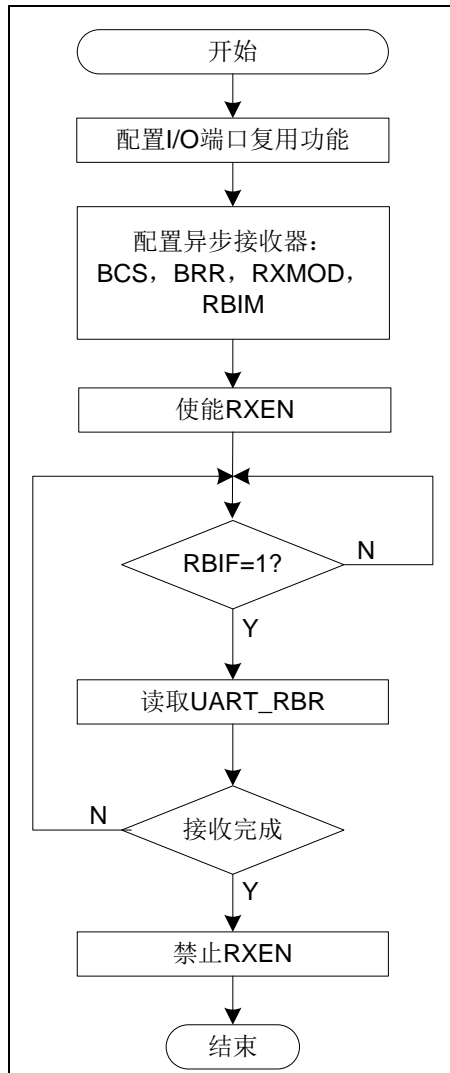 开始
配置I/O端口复用功能
配置异步接收器：
BCS，BRR，RXMOD，
RBIM
使能RXEN
RBIF=1?
N
Y
读取UART_RBR
N
接收完成
Y
禁止RXEN
结束